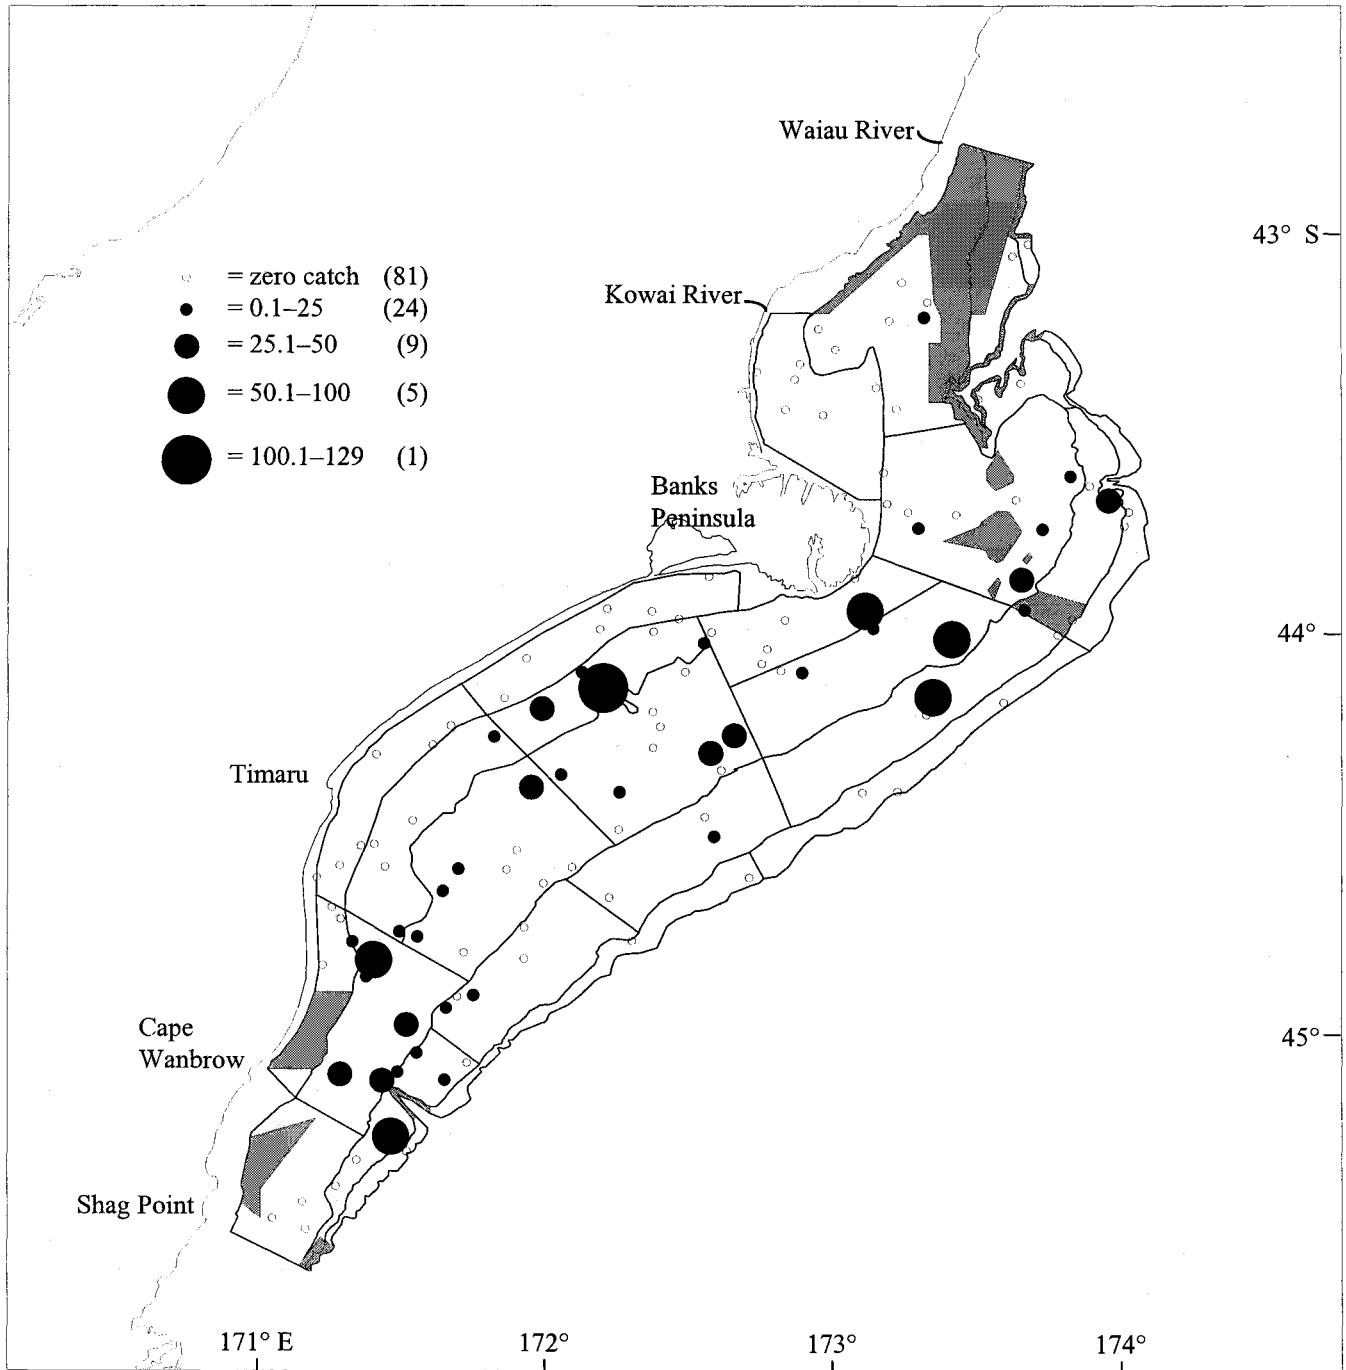 Waiau River
43° S
= zero catch (81)
= 0.1–25 (24)
Kowai River
= 25.1–50 (9)
= 50.1–100 (5)
= 100.1–129 (1)
Banks
Peninsula
44°
Timaru
Cape
Wanbrow
45°
Shag Point
171° E
172°
173°
174°